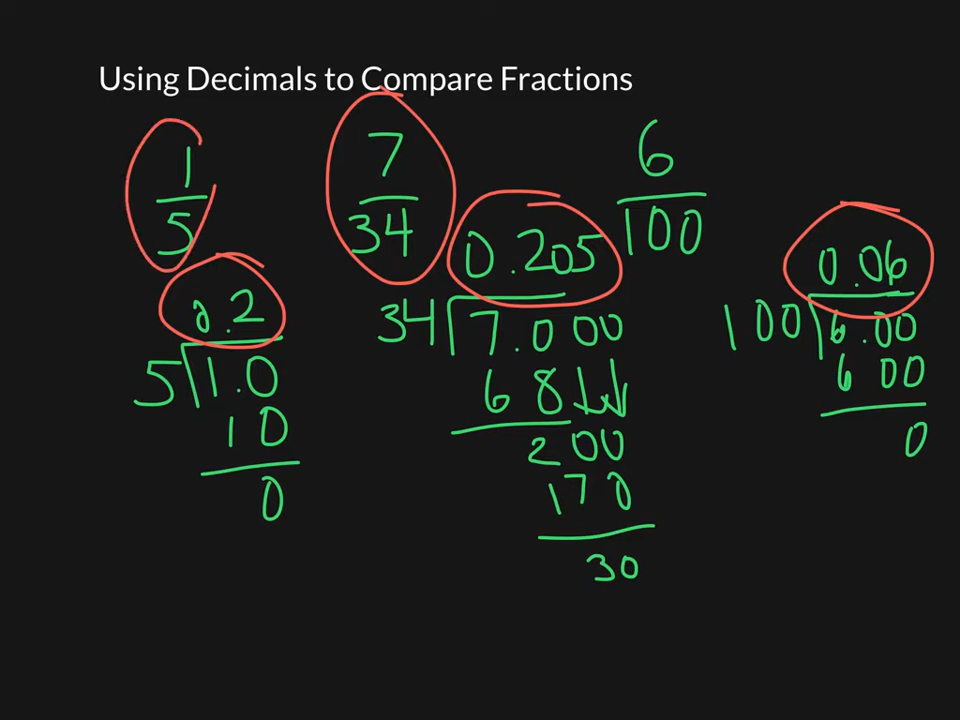 Using Decimals to Compare Fractions
1 7 6
5 34 100
0.2 0.205 0.06
5 1.0 34 7.000 100 6.00
10 68 6.00
0 200 0
170
30